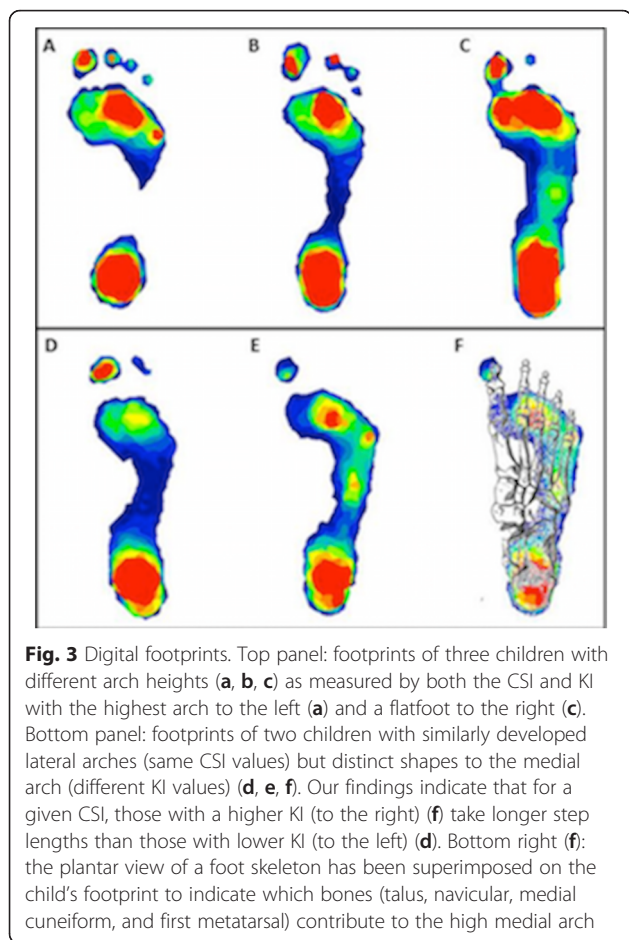 A
B
C
D
E
F
Fig. 3 Digital footprints. Top panel: footprints of three children with
different arch heights (a, b, c) as measured by both the CSI and KI
with the highest arch to the left (a) and a flatfoot to the right (c).
Bottom panel: footprints of two children with similarly developed
lateral arches (same CSI values) but distinct shapes to the medial
arch (different KI values) (d, e, f). Our findings indicate that for a
given CSI, those with a higher KI (to the right) (f) take longer step
lengths than those with lower KI (to the left) (d). Bottom right (f):
the plantar view of a foot skeleton has been superimposed on the
child's footprint to indicate which bones (talus, navicular, medial
cuneiform, and first metatarsal) contribute to the high medial arch